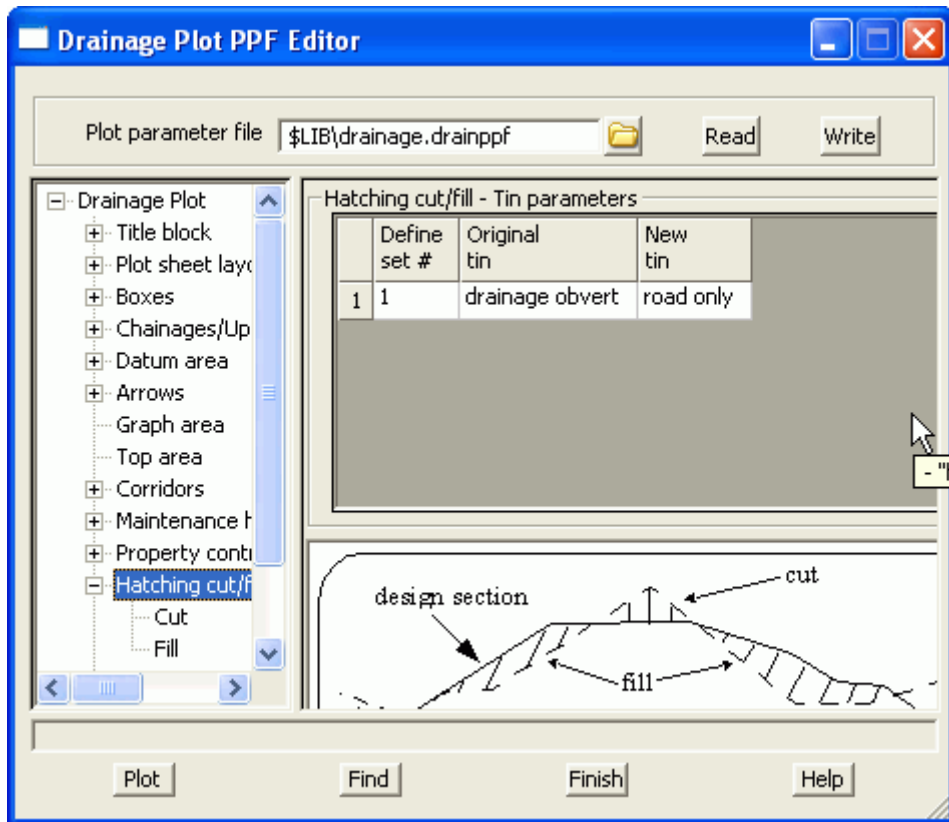 Drainage Plot PPF Editor
Plot parameter file $LIB\drainage.drainppf Read Write
Drainage Plot
Title block
Plot sheet layo
Boxes
Chainages/Up
Datum area
Arrows
Graph area
Top area
Corridors
Maintenance h
Property contr
Hatching cut/f
Cut
Fill
Hatching cut/fill - Tin parameters
Define set # Original tin New tin
1 1 drainage obvert road only
- "
design section
cut
fill
Plot Find Finish Help